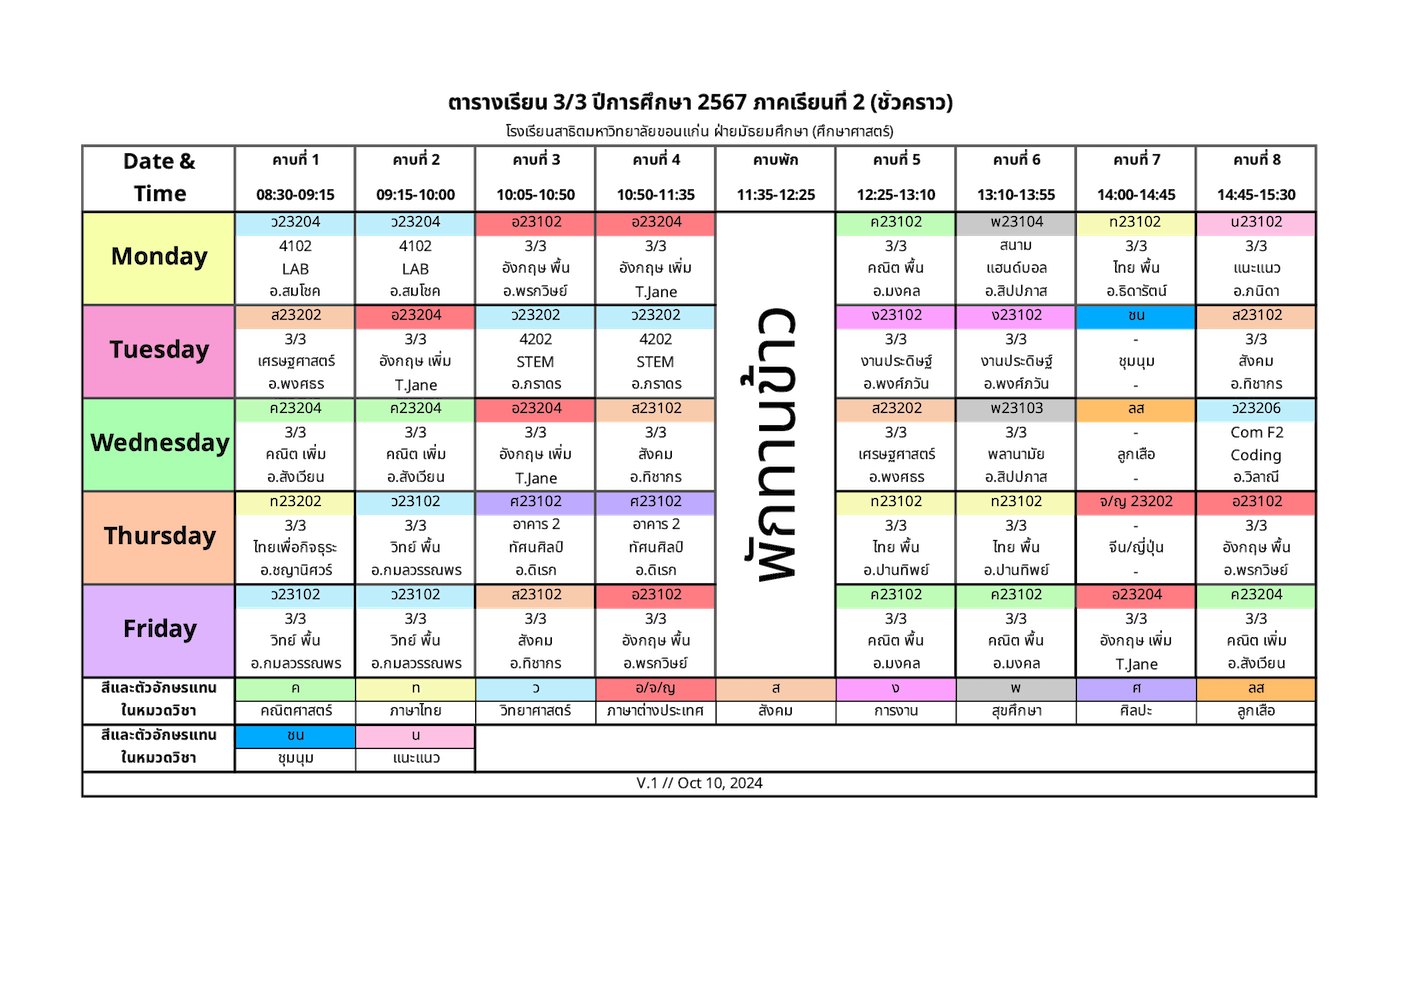 ตารางเรียน 3/3 ปีการศึกษา 2567 ภาคเรียนที่ 2 (ชั่วคราว)
โรงเรียนสาธิตมหาวิทยาลัยขอนแก่น ฝ่ายมัธยมศึกษา (ศึกษาศาสตร์)
Date & คาบที่ 1 คาบที่ 2 คาบที่ 3 คาบที่ 4 คาบพัก คาบที่ 5 คาบที่ 6 คาบที่ 7 คาบที่ 8
Time 08:30-09:15 09:15-10:00 10:05-10:50 10:50-11:35 11:35-12:25 12:25-13:10 13:10-13:55 14:00-14:45 14:45-15:30
Monday
ว23204 ว23204 อ23102 อ23204 ค23102 พ23104 ท23102 น23102
4102 4102 3/3 3/3 3/3 สนาม 3/3 3/3
LAB LAB อังกฤษ พื้น อังกฤษ เพิ่ม คณิต พื้น แฮนด์บอล ไทย พื้น แนะแนว
อ.สมโชค อ.สมโชค อ.พรกวิษย์ T.Jane อ.มงคล อ.สิปปภาส อ.ธิดารัตน์ อ.ภนิดา
พักทานข้าว
Tuesday
ส23202 อ23204 ว23202 ว23202 ง23102 ง23102 ชน ส23102
3/3 3/3 4202 4202 3/3 3/3 - 3/3
เศรษฐศาสตร์ อังกฤษ เพิ่ม STEM STEM งานประดิษฐ์ งานประดิษฐ์ ชุมนุม สังคม
อ.พงศธร T.Jane อ.ภราดร อ.ภราดร อ.พงศ์ภวัน อ.พงศ์ภวัน - อ.ทิชากร
Wednesday
ค23204 ค23204 อ23204 ส23102 ส23202 พ23103 ลส ว23206
3/3 3/3 3/3 3/3 3/3 3/3 - Com F2
คณิต เพิ่ม คณิต เพิ่ม อังกฤษ เพิ่ม สังคม เศรษฐศาสตร์ พลานามัย ลูกเสือ Coding
อ.สังเวียน อ.สังเวียน T.Jane อ.ทิชากร อ.พงศธร อ.สิปปภาส - อ.วิลาณี
Thursday
ท23202 ว23102 ศ23102 ศ23102 ท23102 ท23102 จ/ญ 23202 อ23102
3/3 3/3 อาคาร 2 อาคาร 2 3/3 3/3 - 3/3
ไทยเพื่อกิจธุระ วิทย์ พื้น ทัศนศิลป์ ทัศนศิลป์ ไทย พื้น ไทย พื้น จีน/ญี่ปุ่น อังกฤษ พื้น
อ.ชญานิศวร์ อ.กมลวรรณพร อ.ดิเรก อ.ดิเรก อ.ปานทิพย์ อ.ปานทิพย์ - อ.พรกวิษย์
Friday
ว23102 ว23102 ส23102 อ23102 ค23102 ค23102 อ23204 ค23204
3/3 3/3 3/3 3/3 3/3 3/3 3/3 3/3
วิทย์ พื้น วิทย์ พื้น สังคม อังกฤษ พื้น คณิต พื้น คณิต พื้น อังกฤษ เพิ่ม คณิต เพิ่ม
อ.กมลวรรณพร อ.กมลวรรณพร อ.ทิชากร อ.พรกวิษย์ อ.มงคล อ.มงคล T.Jane อ.สังเวียน
สีและตัวอักษรแทน ค ท ว อ/จ/ญ ส ง พ ศ ลส
ในหมวดวิชา คณิตศาสตร์ ภาษาไทย วิทยาศาสตร์ ภาษาต่างประเทศ สังคม การงาน สุขศึกษา ศิลปะ ลูกเสือ
สีและตัวอักษรแทน ชน น
ในหมวดวิชา ชุมนุม แนะแนว
V.1 // Oct 10, 2024